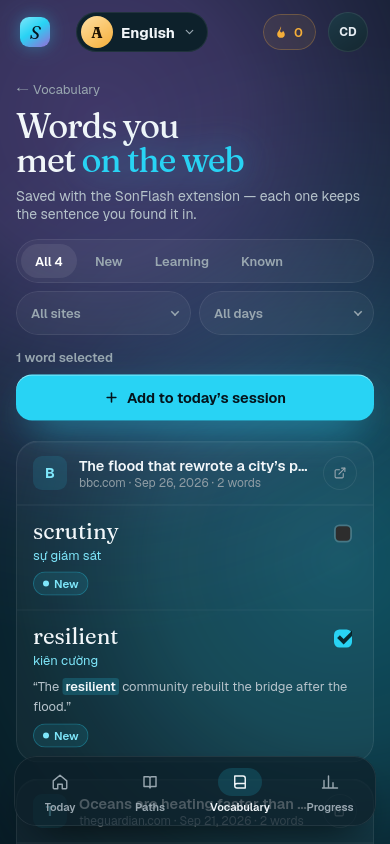 S
A English
0
CD
← Vocabulary
Words you
met on the web
Saved with the SonFlash extension — each one keeps
the sentence you found it in.
All 4 New Learning Known
All sites All days
1 word selected
+ Add to today's session
B
The flood that rewrote a city's p...
bbc.com · Sep 26, 2026 · 2 words
scrutiny
sự giám sát
New
resilient
kiên cường
“The resilient community rebuilt the bridge after the
flood.”
New
Oceans are heating faster than ...
theguardian.com · Sep 21, 2026 · 2 words
Today Paths Vocabulary Progress